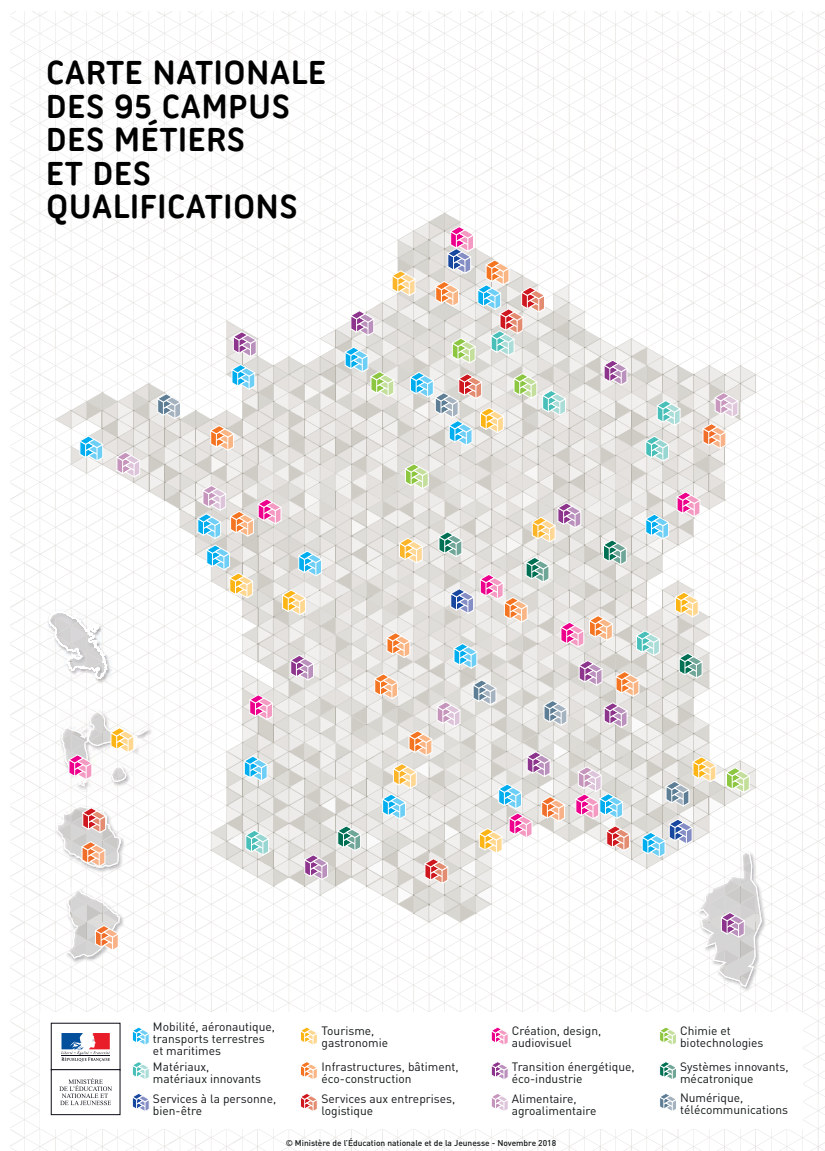 CARTE NATIONALE
DES 95 CAMPUS
DES MÉTIERS
ET DES
QUALIFICATIONS
Liberté • Égalité • Fraternité
RÉPUBLIQUE FRANÇAISE
MINISTÈRE
DE L'ÉDUCATION
NATIONALE ET
DE LA JEUNESSE
Mobilité, aéronautique,
transports terrestres
et maritimes
Matériaux,
matériaux innovants
Services à la personne,
bien-être
Tourisme,
gastronomie
Infrastructures, bâtiment,
éco-construction
Services aux entreprises,
logistique
Création, design,
audiovisuel
Transition énergétique,
éco-industrie
Alimentaire,
agroalimentaire
Chimie et
biotechnologies
Systèmes innovants,
mécatronique
Numérique,
télécommunications
© Ministère de l'Éducation nationale et de la Jeunesse - Novembre 2018